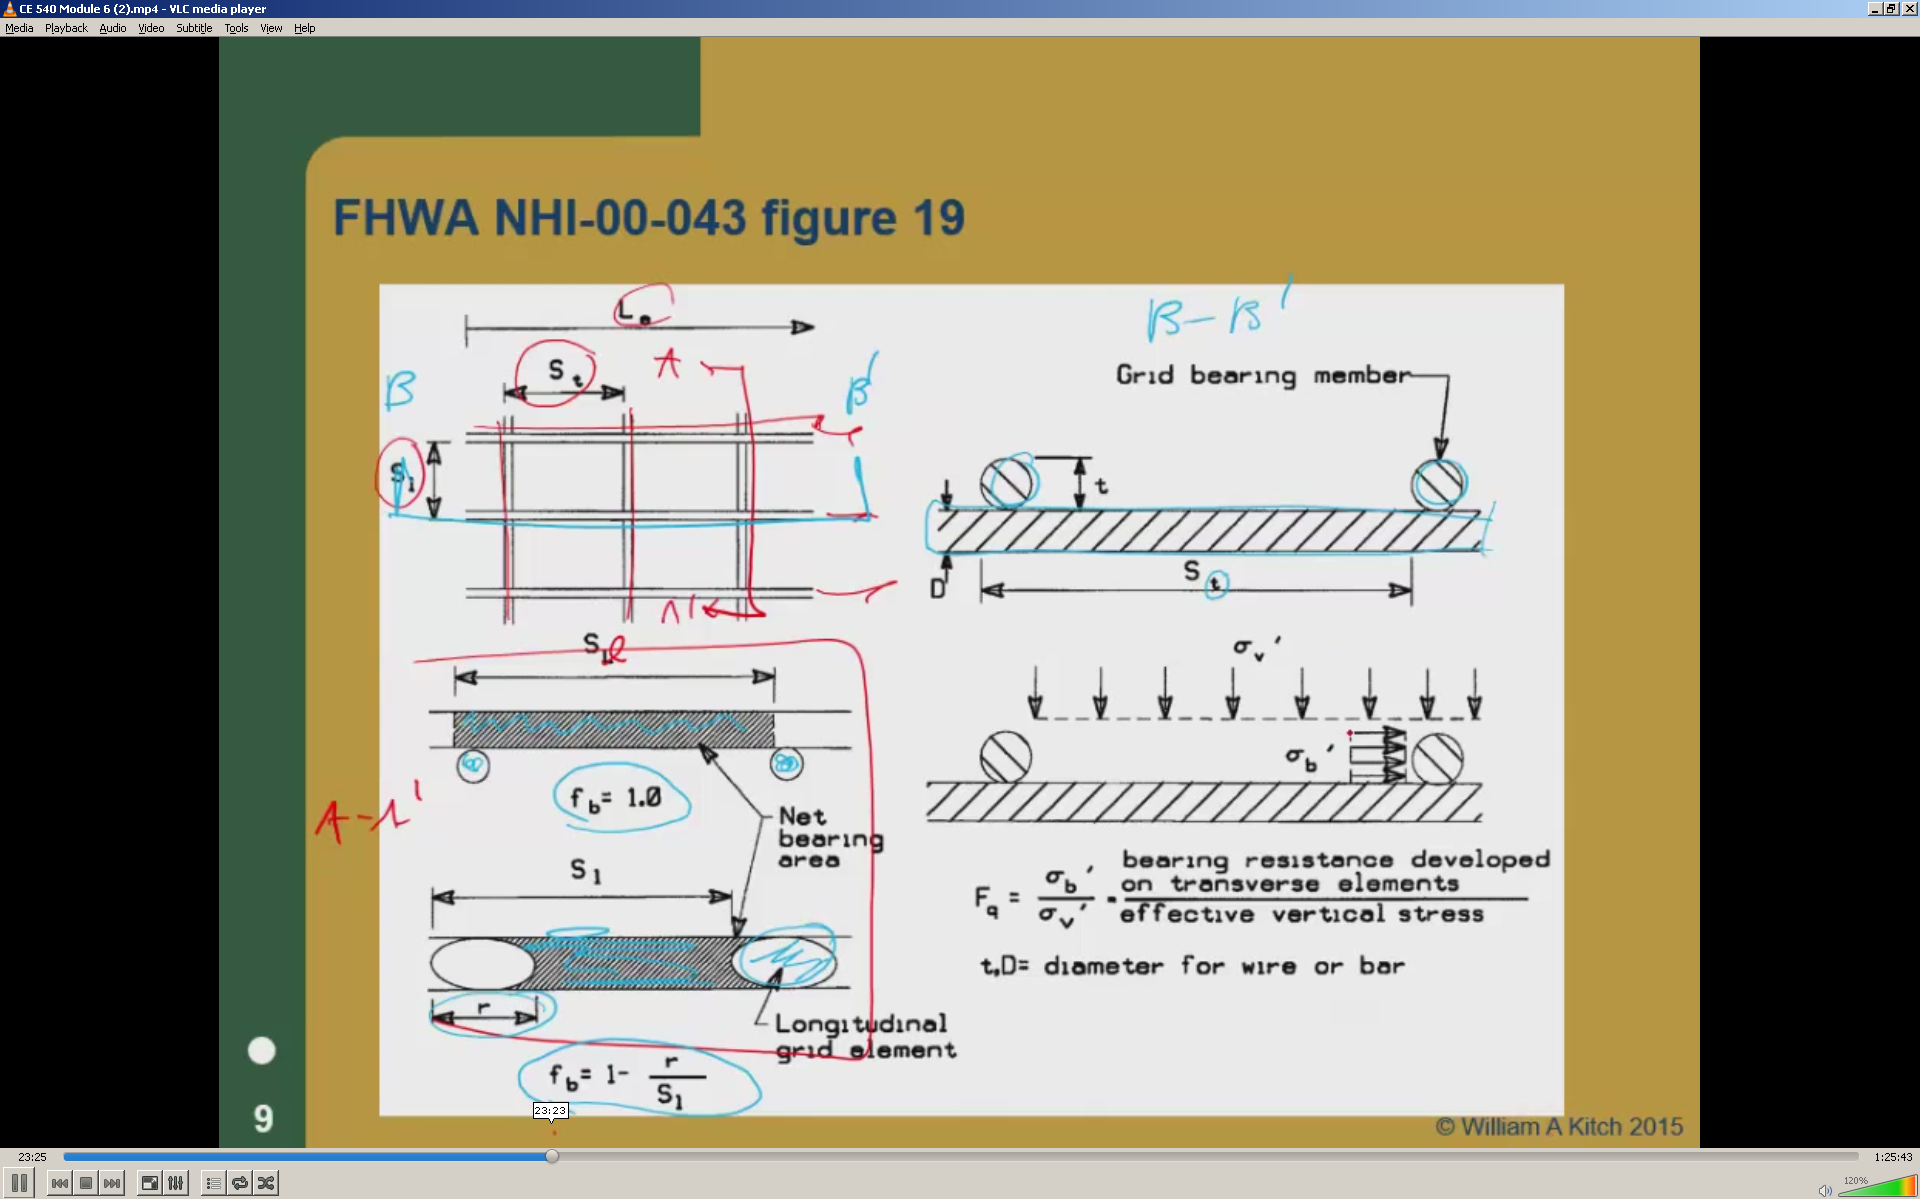 CE 540 Module 6 (2).mp4 - VLC media player
Media Playback Audio Video Subtitle Tools View Help
FHWA NHI-00-043 figure 19
Le
St
A
B
B'
Sl
A'
B-B'
Grid bearing member
t
D
St
SL
l
fb= 1.0
A-A'
Net
bearing
area
Sl
r
Longitudinal
grid element
fb= 1- r
Sl
σv'
σb'
Fq = σb' / σv' = bearing resistance developed
on transverse elements
effective vertical stress
t,D= diameter for wire or bar
9
23:23
© William A Kitch 2015
23:25
1:25:43
120%